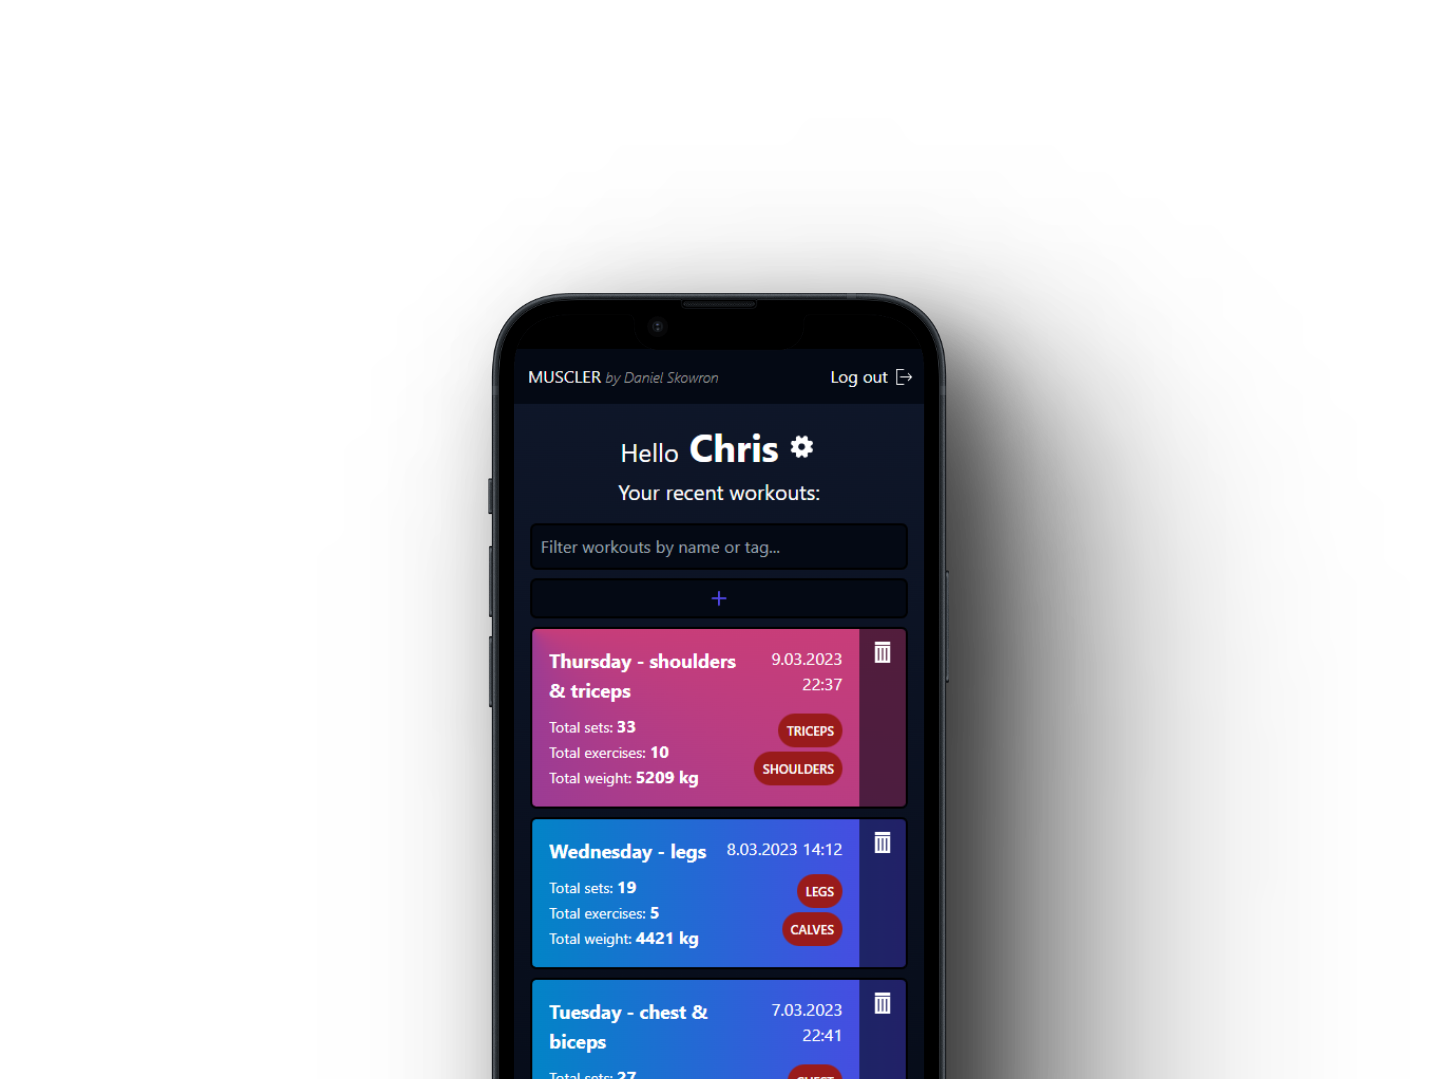 MUSCLER by Daniel Skowron
Log out
Hello Chris
Your recent workouts:
Filter workouts by name or tag...
+
Thursday - shoulders
& triceps
9.03.2023
22:37
Total sets: 33
Total exercises: 10
Total weight: 5209 kg
TRICEPS
SHOULDERS
Wednesday - legs
8.03.2023 14:12
Total sets: 19
Total exercises: 5
Total weight: 4421 kg
LEGS
CALVES
Tuesday - chest &
biceps
7.03.2023
22:41
Total sets: 27
CHEST